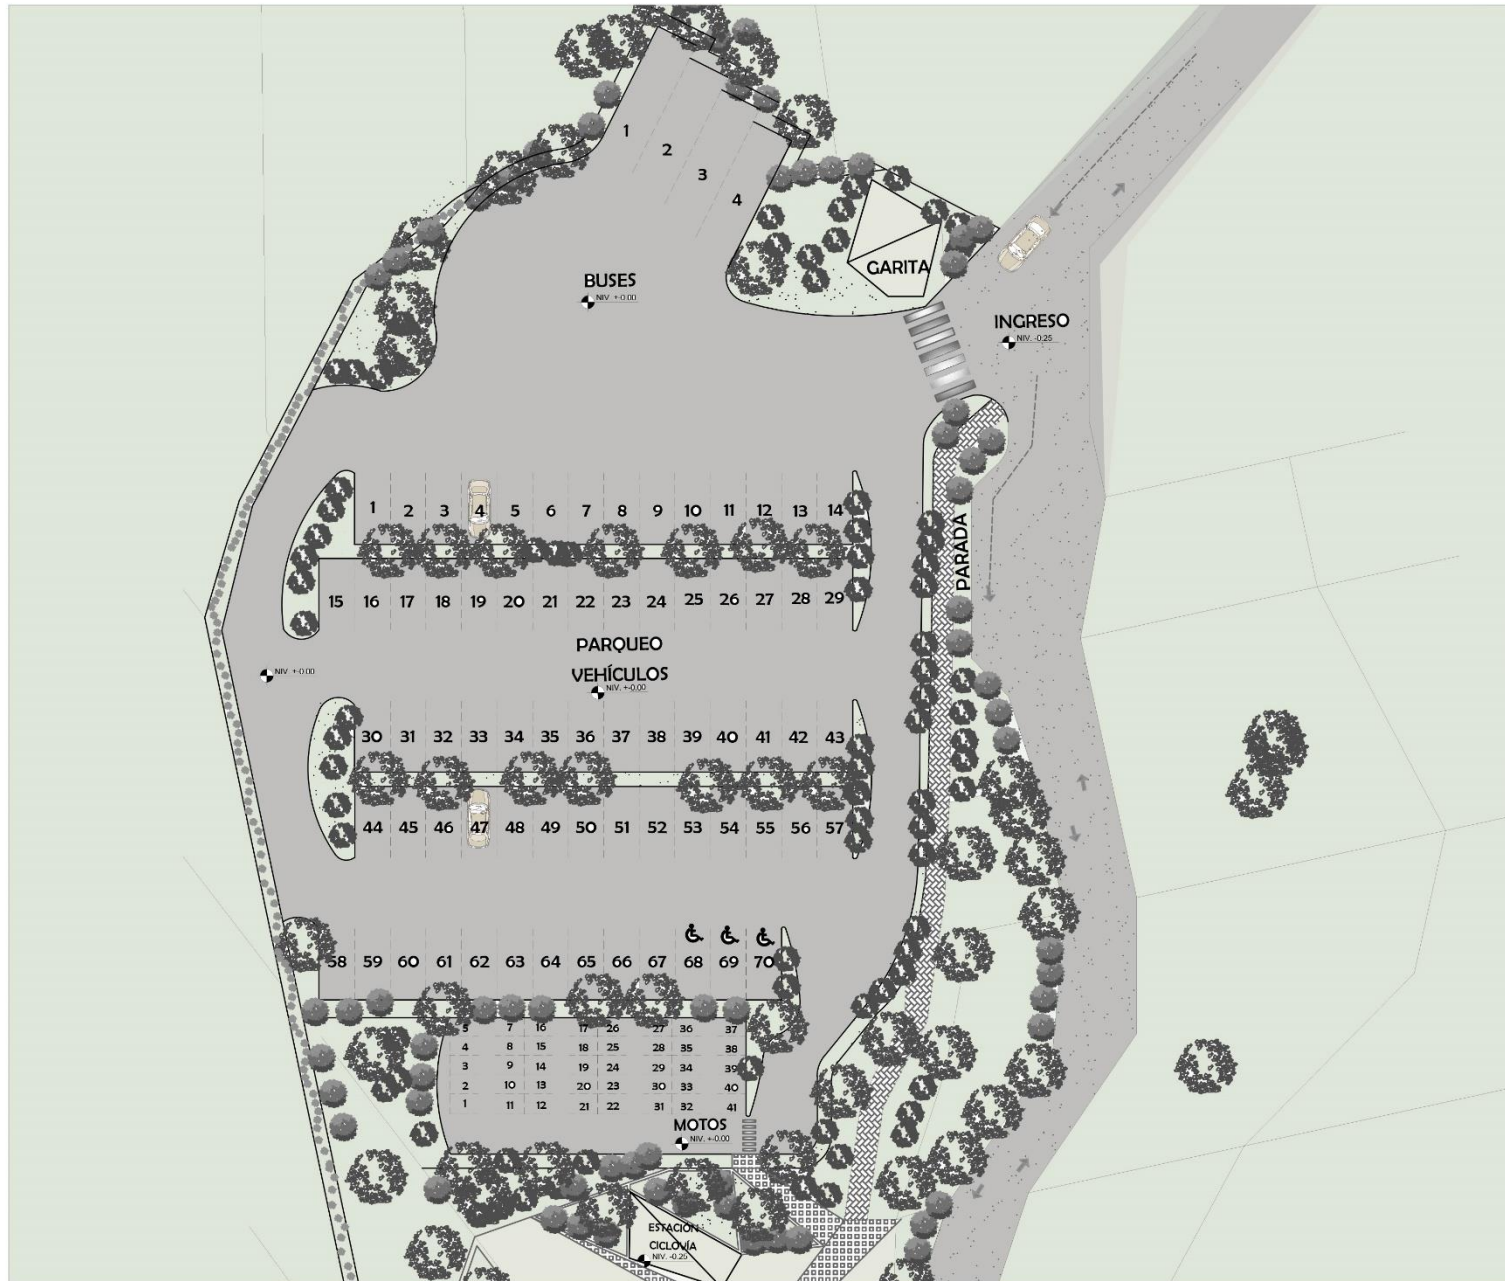 1
2
3
4
BUSES
NIV. +-0.00
GARITA
INGRESO
NIV. -0.25
1 2 3 4 5 6 7 8 9 10 11 12 13 14
PARADA
15 16 17 18 19 20 21 22 23 24 25 26 27 28 29
PARQUEO
VEHÍCULOS
NIV. +-0.00
NIV. +-0.00
30 31 32 33 34 35 36 37 38 39 40 41 42 43
44 45 46 47 48 49 50 51 52 53 54 55 56 57
58 59 60 61 62 63 64 65 66 67 68 69 70
5 7 16 17 26 27 36 37
4 8 15 18 25 28 35 38
3 9 14 19 24 29 34 39
2 10 13 20 23 30 33 40
1 11 12 21 22 31 32 41
MOTOS
NIV. +-0.00
ESTACIÓN
CICLOVÍA
NIV. -0.25